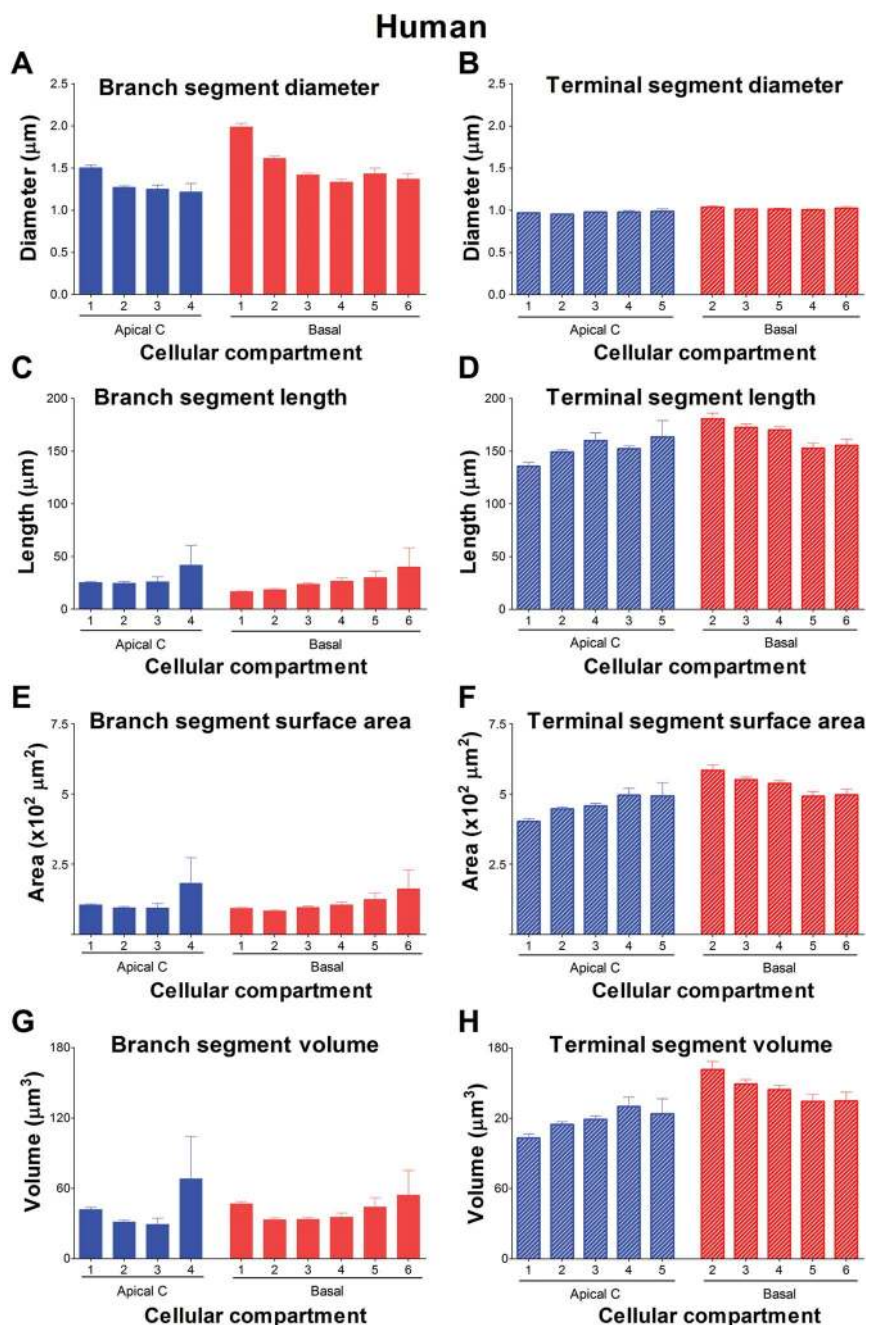 Human
A
Branch segment diameter
Diameter (μm)
2.5
2.0
1.5
1.0
0.5
0.0
1 2 3 4 1 2 3 4 5 6
Apical C Basal
Cellular compartment
B
Terminal segment diameter
Diameter (μm)
2.5
2.0
1.5
1.0
0.5
0.0
1 2 3 4 5 2 3 5 4 6
Apical C Basal
Cellular compartment
C
Branch segment length
Length (μm)
200
150
100
50
0
1 2 3 4 1 2 3 4 5 6
Apical C Basal
Cellular compartment
D
Terminal segment length
Length (μm)
200
150
100
50
0
1 2 4 3 5 2 3 4 5 6
Apical C Basal
Cellular compartment
E
Branch segment surface area
Area (x10² μm²)
7.5
5
2.5
1 2 3 4 1 2 3 4 5 6
Apical C Basal
Cellular compartment
F
Terminal segment surface area
Area (x10² μm²)
7.5
5
2.5
1 2 3 4 5 2 3 4 5 6
Apical C Basal
Cellular compartment
G
Branch segment volume
Volume (μm³)
180
120
60
0
1 2 3 4 1 2 3 4 5 6
Apical C Basal
Cellular compartment
H
Terminal segment volume
Volume (μm³)
180
20
60
0
1 2 3 4 5 2 3 4 5 6
Apical C Basal
Cellular compartment